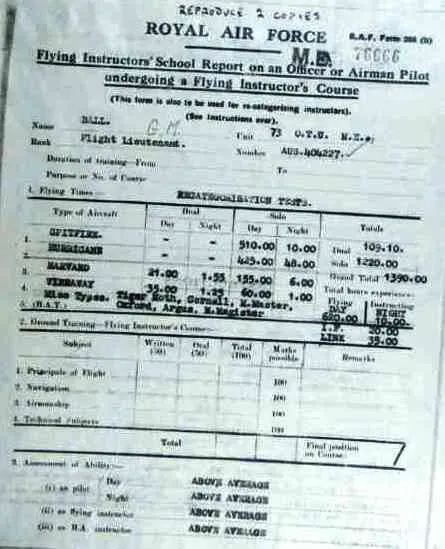 REPRODUCE 2 COPIES
ROYAL AIR FORCE
R.A.F. Form
M.D. 76666
Flying Instructors' School Report on an Officer or Airman Pilot
undergoing a Flying Instructor's Course
(This form is also to be used for re-categorising instructors).
(See Instructions over).
Name BALL. G.M. Unit 73 O.T.U. M.E.
Rank Flight Lieutenant. Number AUS.404227.
Duration of training—From To
Purpose or No. of Course
1. Flying Times— RECATEGORISATION TESTS.
Type of Aircraft Dual Solo Totals
Day Night Day Night
1. SPITFIRE. - - 510.00 10.00 Dual 109.10.
2. HURRICANE - - 425.00 48.00 Solo 1220.00
3. HARVARD 21.00 1.55 155.00 6.00 Grand Total 1390.00
4. WIRRAWAY 35.00 1.25 60.00 1.00 Total hours experience:
Misc Types. Tiger Moth, Cornell, M.Master, Flying Instructing
5. (B.A.T.) Oxford, Argus, M.Magister DAY NIGHT
620.00 10.00
I.F. 20.00
LINK 35.00
2. Ground Training—Flying Instructor's Course—
Subject Written (50) Oral (50) Total (100) Marks possible Remarks
1. Principals of Flight 100
2. Navigation 100
3. Airmanship 100
4. Technical Subjects 100
Total Final position on Course
3. Assessment of Ability:—
(i) as pilot Day ABOVE AVERAGE
Night ABOVE AVERAGE
(ii) as flying instructor ABOVE AVERAGE
(iii) as B.A. instructor ABOVE AVERAGE